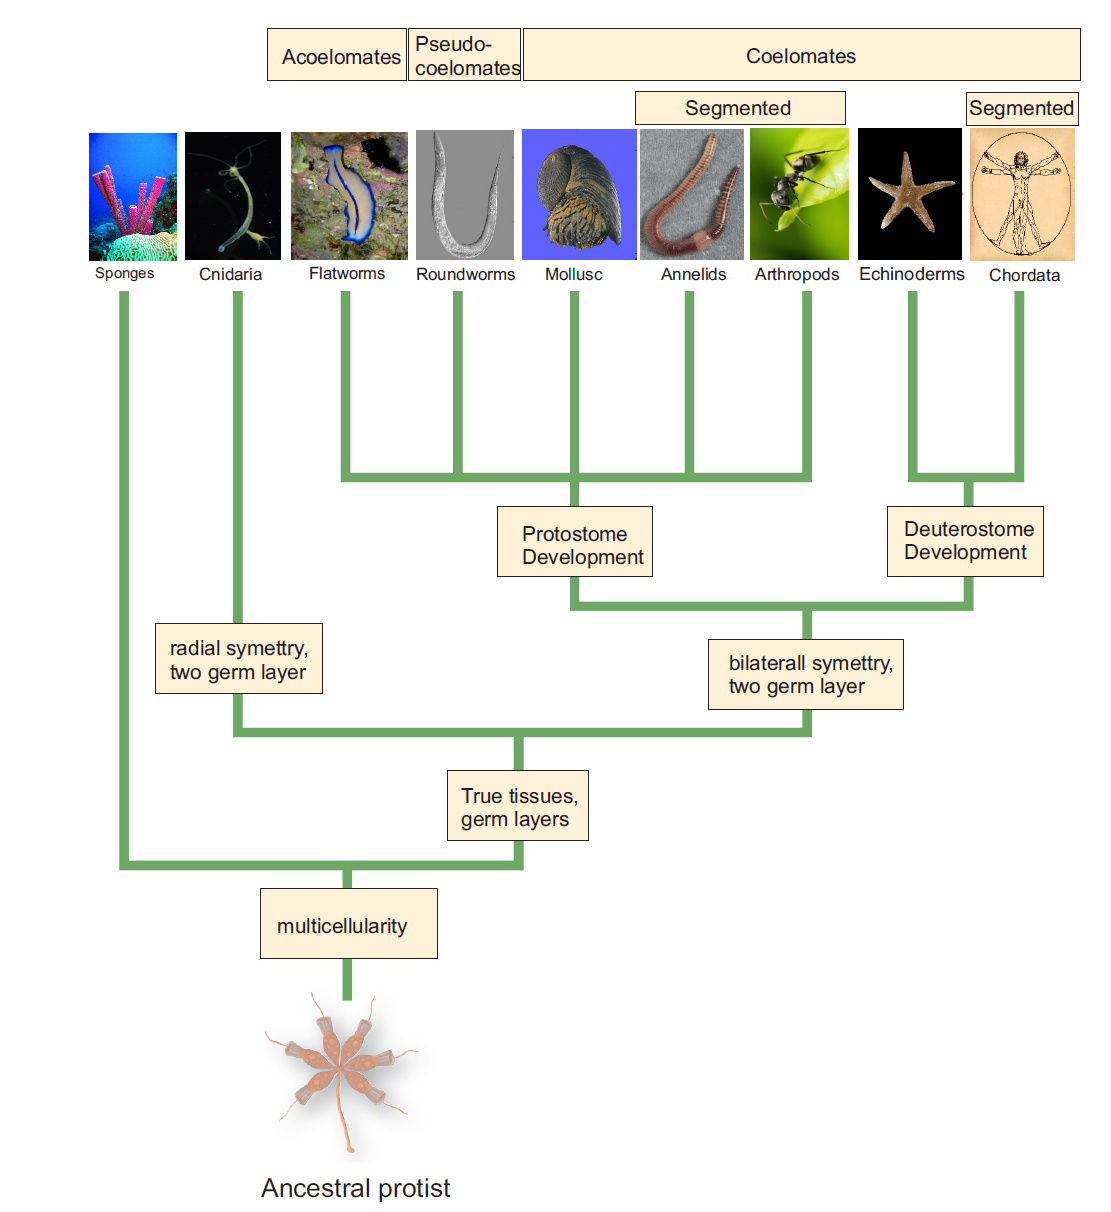 Acoelomates
Pseudo-
coelomates
Coelomates
Segmented
Segmented
Sponges
Cnidaria
Flatworms
Roundworms
Mollusc
Annelids
Arthropods
Echinoderms
Chordata
Protostome
Development
Deuterostome
Development
radial symettry,
two germ layer
bilaterall symettry,
two germ layer
True tissues,
germ layers
multicellularity
Ancestral protist